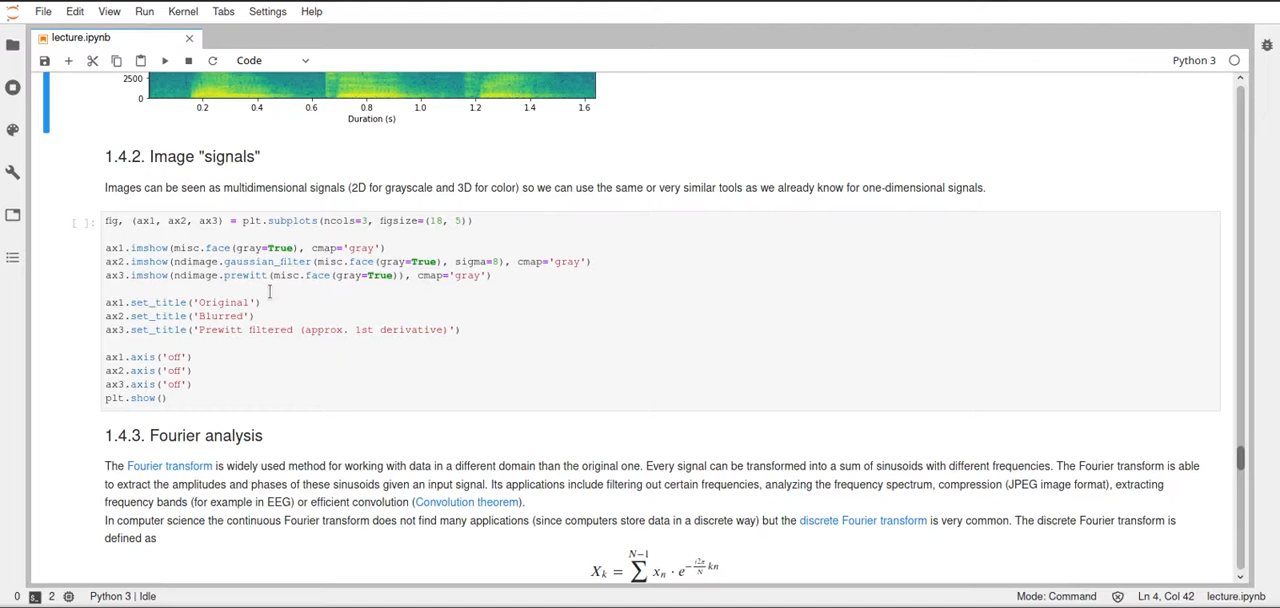 File Edit View Run Kernel Tabs Settings Help
lecture.ipynb
Code
Python 3
2500
0
0.2 0.4 0.6 0.8 1.0 1.2 1.4 1.6
Duration (s)
1.4.2. Image "signals"
Images can be seen as multidimensional signals (2D for grayscale and 3D for color) so we can use the same or very similar tools as we already know for one-dimensional signals.
[ ]:
fig, (ax1, ax2, ax3) = plt.subplots(ncols=3, figsize=(18, 5))
ax1.imshow(misc.face(gray=True), cmap='gray')
ax2.imshow(ndimage.gaussian_filter(misc.face(gray=True), sigma=8), cmap='gray')
ax3.imshow(ndimage.prewitt(misc.face(gray=True)), cmap='gray')
ax1.set_title('Original')
ax2.set_title('Blurred')
ax3.set_title('Prewitt filtered (approx. 1st derivative)')
ax1.axis('off')
ax2.axis('off')
ax3.axis('off')
plt.show()
1.4.3. Fourier analysis
The Fourier transform is widely used method for working with data in a different domain than the original one. Every signal can be transformed into a sum of sinusoids with different frequencies. The Fourier transform is able
to extract the amplitudes and phases of these sinusoids given an input signal. Its applications include filtering out certain frequencies, analyzing the frequency spectrum, compression (JPEG image format), extracting
frequency bands (for example in EEG) or efficient convolution (Convolution theorem).
In computer science the continuous Fourier transform does not find many applications (since computers store data in a discrete way) but the discrete Fourier transform is very common. The discrete Fourier transform is
defined as
X_k = ∑_{}^{N−1} x_n · e^{−\frac{i2π}{N}kn}
0 2 Python 3 | Idle Mode: Command Ln 4, Col 42 lecture.ipynb